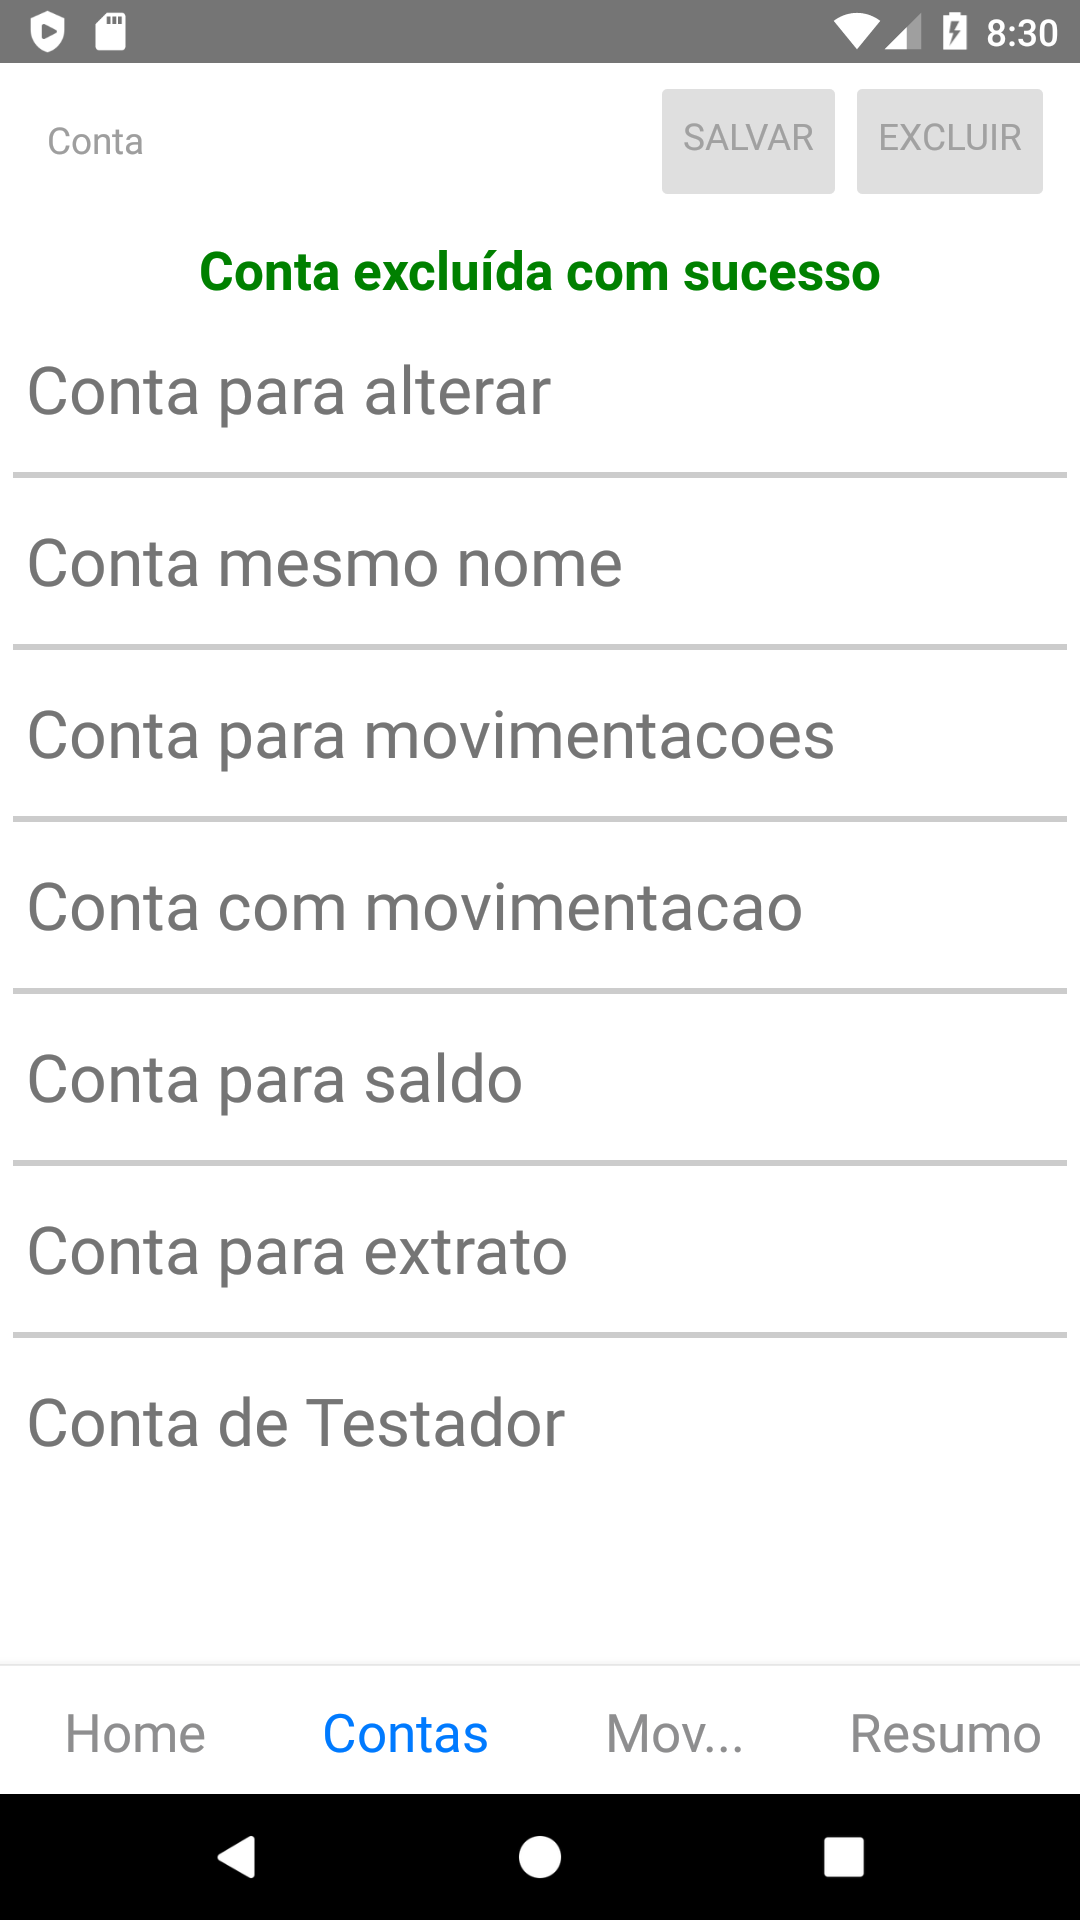 8:30
Conta SALVAR EXCLUIR
Conta excluída com sucesso
Conta para alterar
Conta mesmo nome
Conta para movimentacoes
Conta com movimentacao
Conta para saldo
Conta para extrato
Conta de Testador
Home Contas Mov... Resumo